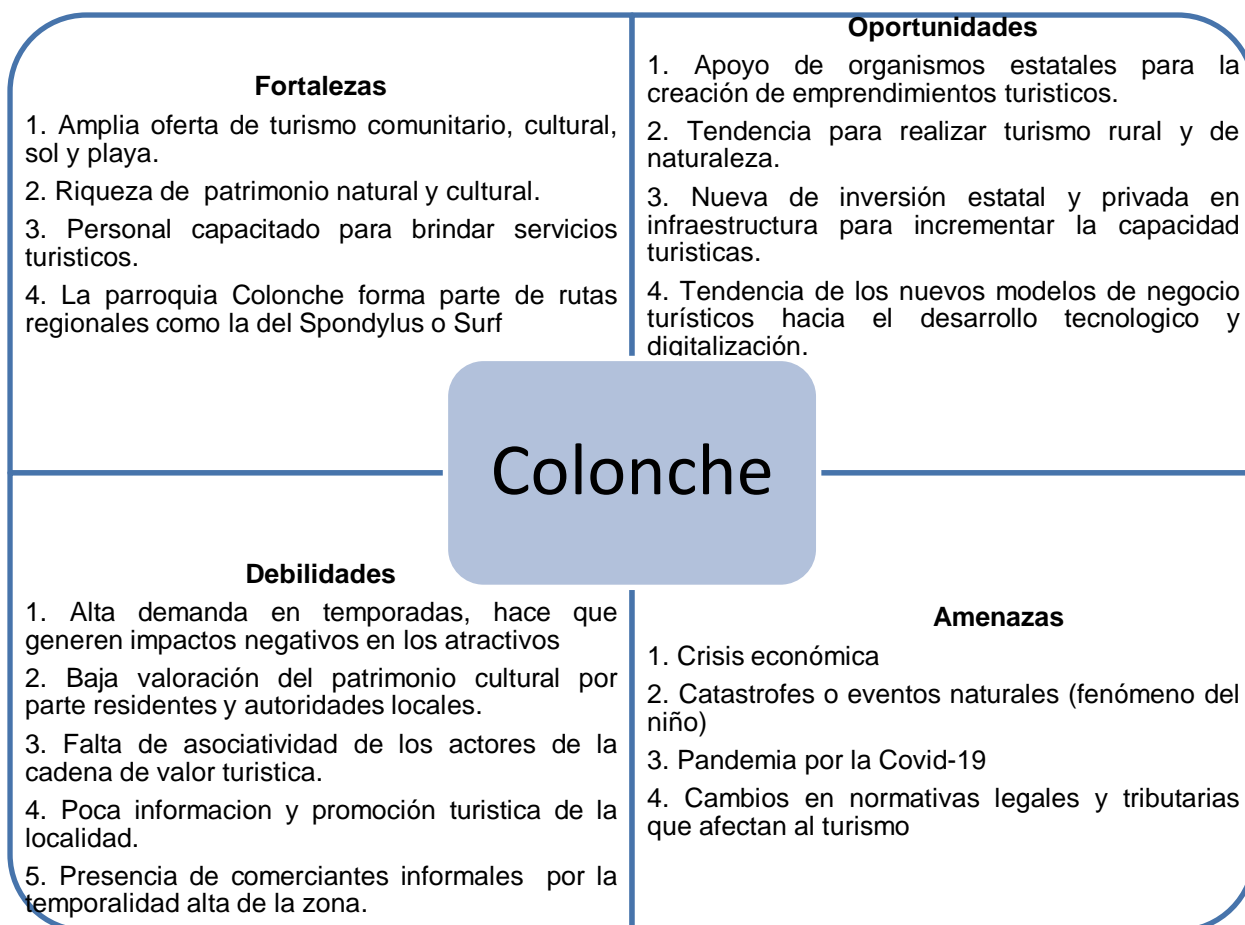 Fortalezas
1. Amplia oferta de turismo comunitario, cultural,
sol y playa.
2. Riqueza de patrimonio natural y cultural.
3. Personal capacitado para brindar servicios
turisticos.
4. La parroquia Colonche forma parte de rutas
regionales como la del Spondylus o Surf
Oportunidades
1. Apoyo de organismos estatales para la
creación de emprendimientos turisticos.
2. Tendencia para realizar turismo rural y de
naturaleza.
3. Nueva de inversión estatal y privada en
infraestructura para incrementar la capacidad
turisticas.
4. Tendencia de los nuevos modelos de negocio
turísticos hacia el desarrollo tecnologico y
digitalización.
Colonche
Debilidades
1. Alta demanda en temporadas, hace que
generen impactos negativos en los atractivos
2. Baja valoración del patrimonio cultural por
parte residentes y autoridades locales.
3. Falta de asociatividad de los actores de la
cadena de valor turistica.
4. Poca informacion y promoción turistica de la
localidad.
5. Presencia de comerciantes informales por la
temporalidad alta de la zona.
Amenazas
1. Crisis económica
2. Catastrofes o eventos naturales (fenómeno del
niño)
3. Pandemia por la Covid-19
4. Cambios en normativas legales y tributarias
que afectan al turismo